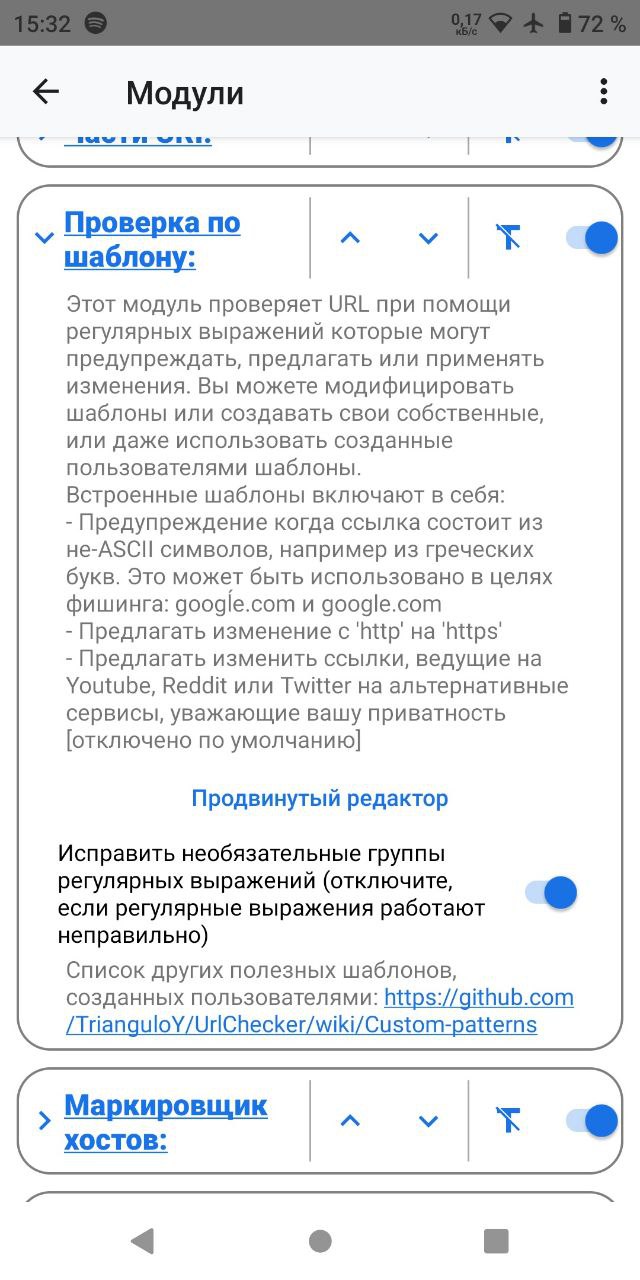 15:32
0,17
кБ/с
72 %
Модули
Части URI:
Проверка по
шаблону:
Этот модуль проверяет URL при помощи
регулярных выражений которые могут
предупреждать, предлагать или применять
изменения. Вы можете модифицировать
шаблоны или создавать свои собственные,
или даже использовать созданные
пользователями шаблоны.
Встроенные шаблоны включают в себя:
- Предупреждение когда ссылка состоит из
не-ASCII символов, например из греческих
букв. Это может быть использовано в целях
фишинга: googĺe.com и google.com
- Предлагать изменение с 'http' на 'https'
- Предлагать изменить ссылки, ведущие на
Youtube, Reddit или Twitter на альтернативные
сервисы, уважающие вашу приватность
[отключено по умолчанию]
Продвинутый редактор
Исправить необязательные группы
регулярных выражений (отключите,
если регулярные выражения работают
неправильно)
Список других полезных шаблонов,
созданных пользователями: https://github.com
/TrianguloY/UrlChecker/wiki/Custom-patterns
Маркировщик
хостов: